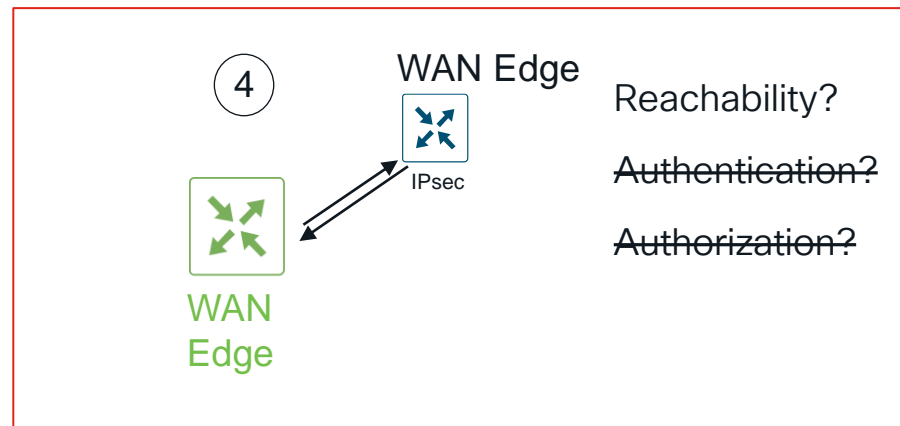 4
WAN Edge
IPsec
WAN
Edge
Reachability?
Authentication?
Authorization?